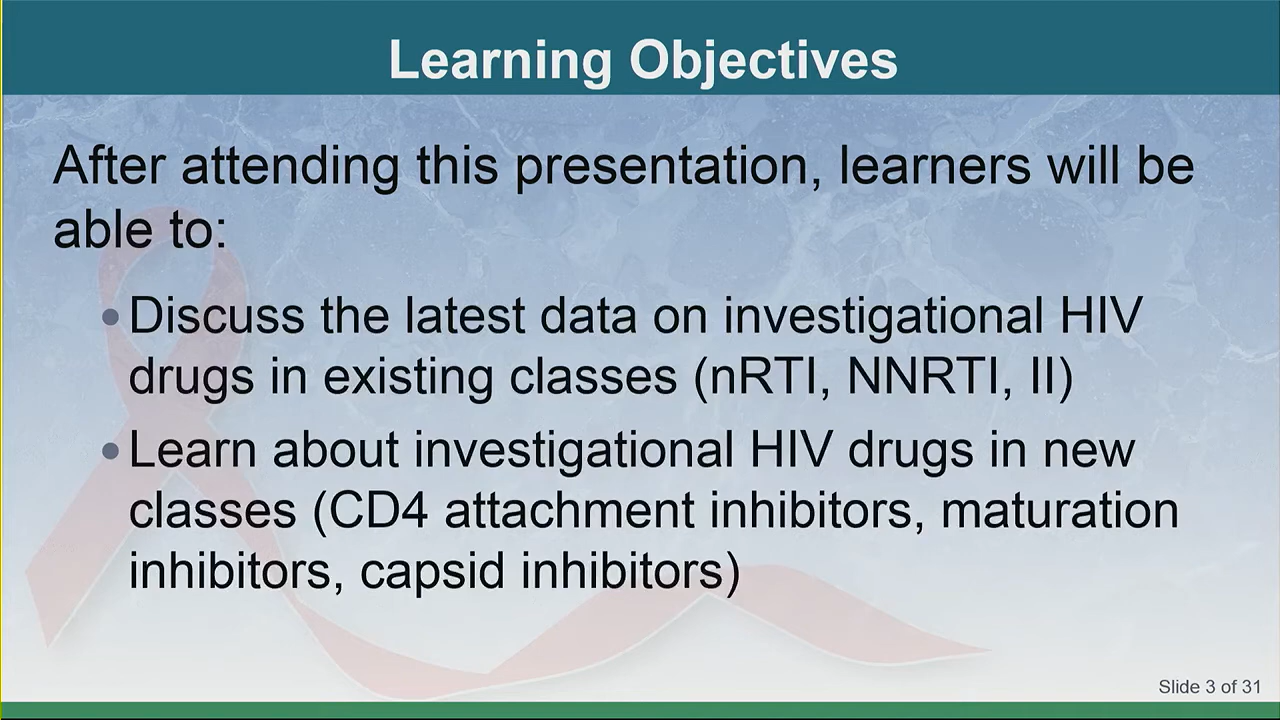 Learning Objectives
After attending this presentation, learners will be
able to:
•Discuss the latest data on investigational HIV
drugs in existing classes (nRTI, NNRTI, II)
•Learn about investigational HIV drugs in new
classes (CD4 attachment inhibitors, maturation
inhibitors, capsid inhibitors)
Slide 3 of 31